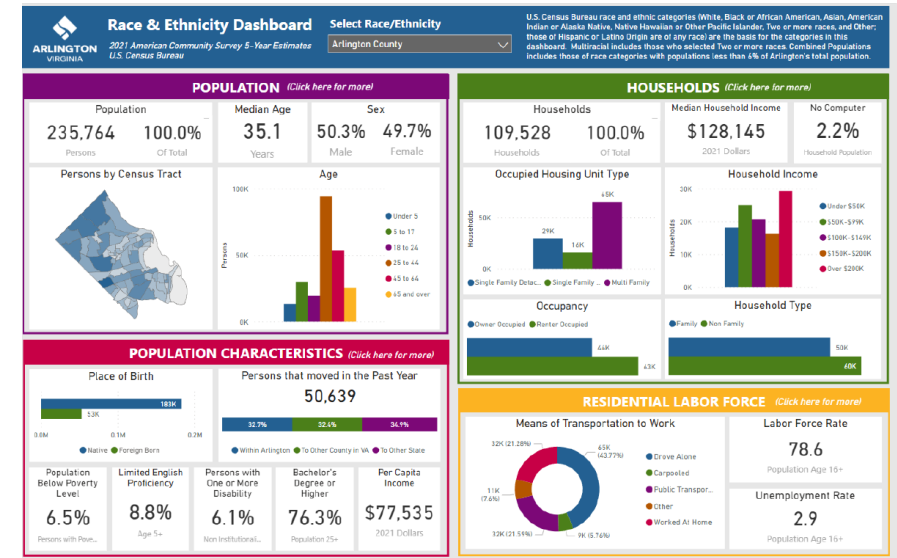 ARLINGTON
VIRGINIA
Race & Ethnicity Dashboard
2021 American Community Survey 5-Year Estimates
U.S. Census Bureau
Select Race/Ethnicity
Arlington County
U.S. Census Bureau race and ethnic categories (White, Black or African American, Asian, American
Indian or Alaska Native, Native Hawaiian or Other Pacific Islander, Two or more races, and Other;
those of Hispanic or Latino Origin are of any race) are the basis for the categories in this
dashboard. Multiracial includes those who selected Two or more races. Combined Populations
includes those of race categories with populations less than 4% of Arlington's total population.
POPULATION (Click here for more)
Population
235,764 100.0%
Persons Of Total
Median Age
35.1
Years
Sex
50.3% 49.7%
Male Female
Persons by Census Tract
Age
100K
50K
0K
Persons
Under 5
5 to 17
18 to 24
25 to 44
45 to 64
65 and over
HOUSEHOLDS (Click here for more)
Households
109,528 100.0%
Households Of Total
Median Household Income
$128,145
2021 Dollars
No Computer
2.2%
Household Population
Occupied Housing Unit Type
Households
50K
0K
29K
16K
65K
Single Family Detac... Single Family ... Multi Family
Household Income
Households
30K
20K
10K
0K
Under $50K
$50K-$99K
$100K-$149K
$150K-$200K
Over $200K
Occupancy
Owner Occupied Renter Occupied
46K
63K
Household Type
Family Non Family
50K
60K
POPULATION CHARACTERISTICS (Click here for more)
Place of Birth
183K
53K
0.0M 0.1M 0.2M
Native Foreign Born
Persons that moved in the Past Year
50,639
32.7% 32.4% 34.9%
Within Arlington To Other County in VA To Other State
Population
Below Poverty
Level
6.5%
Persons with Pove...
Limited English
Proficiency
8.8%
Age 5+
Persons with
One or More
Disability
6.1%
Non Institutionali...
Bachelor's
Degree or
Higher
76.3%
Population 25+
Per Capita
Income
$77,535
2021 Dollars
RESIDENTIAL LABOR FORCE (Click here for more)
Means of Transportation to Work
32K (21.28%)
65K
(43.77%)
11K
(7.6%)
32K (21.59%)
9K (5.76%)
Drove Alone
Carpooled
Public Transpor...
Other
Worked At Home
Labor Force Rate
78.6
Population Age 16+
Unemployment Rate
2.9
Population Age 16+